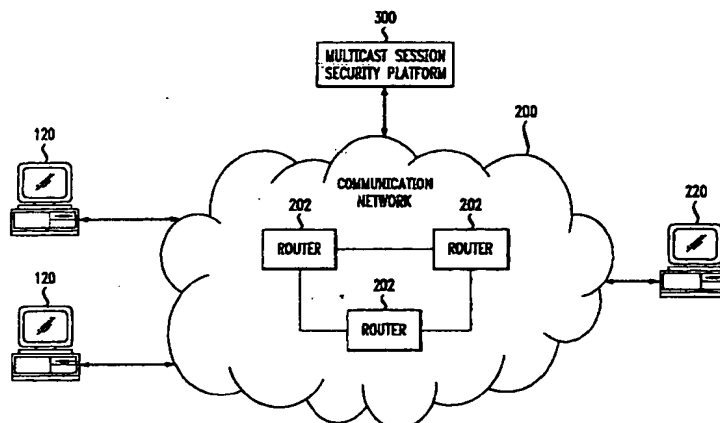 300
MULTICAST SESSION
SECURITY PLATFORM
120
200
COMMUNICATION
NETWORK
202
202
220
ROUTER
ROUTER
120
202
ROUTER